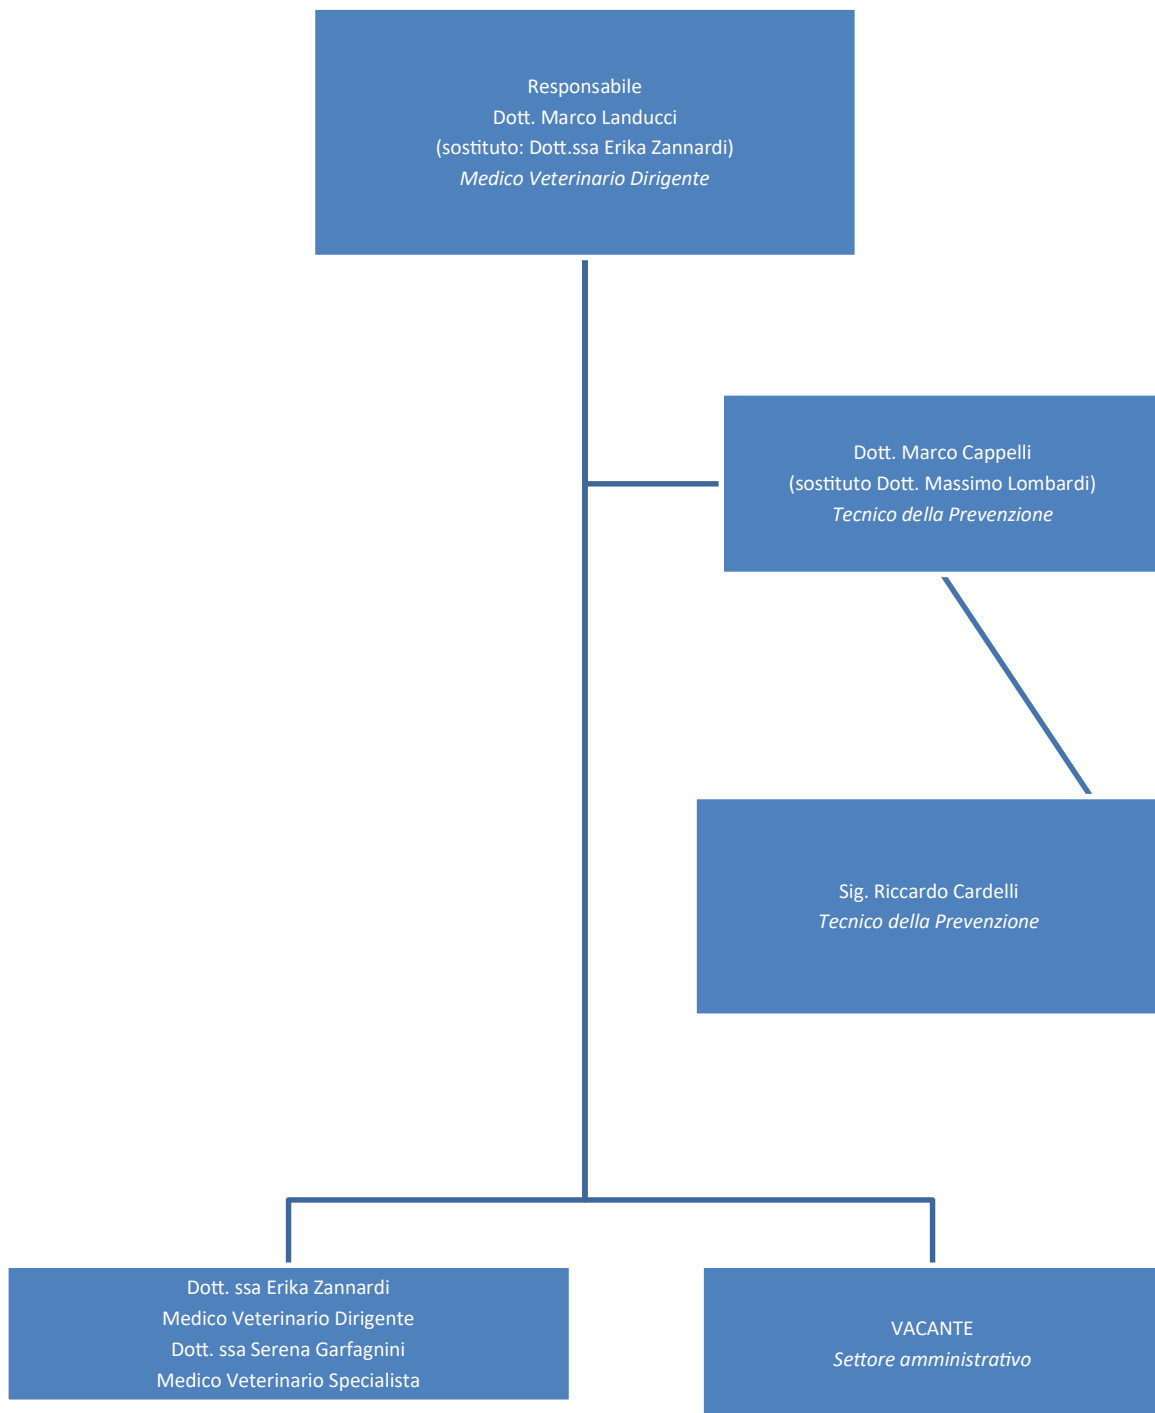 Responsabile
Dott. Marco Landucci
(sostituto: Dott.ssa Erika Zannardi)
Medico Veterinario Dirigente
Dott. Marco Cappelli
(sostituto Dott. Massimo Lombardi)
Tecnico della Prevenzione
Sig. Riccardo Cardelli
Tecnico della Prevenzione
Dott. ssa Erika Zannardi
Medico Veterinario Dirigente
Dott. ssa Serena Garfagnini
Medico Veterinario Specialista
VACANTE
Settore amministrativo